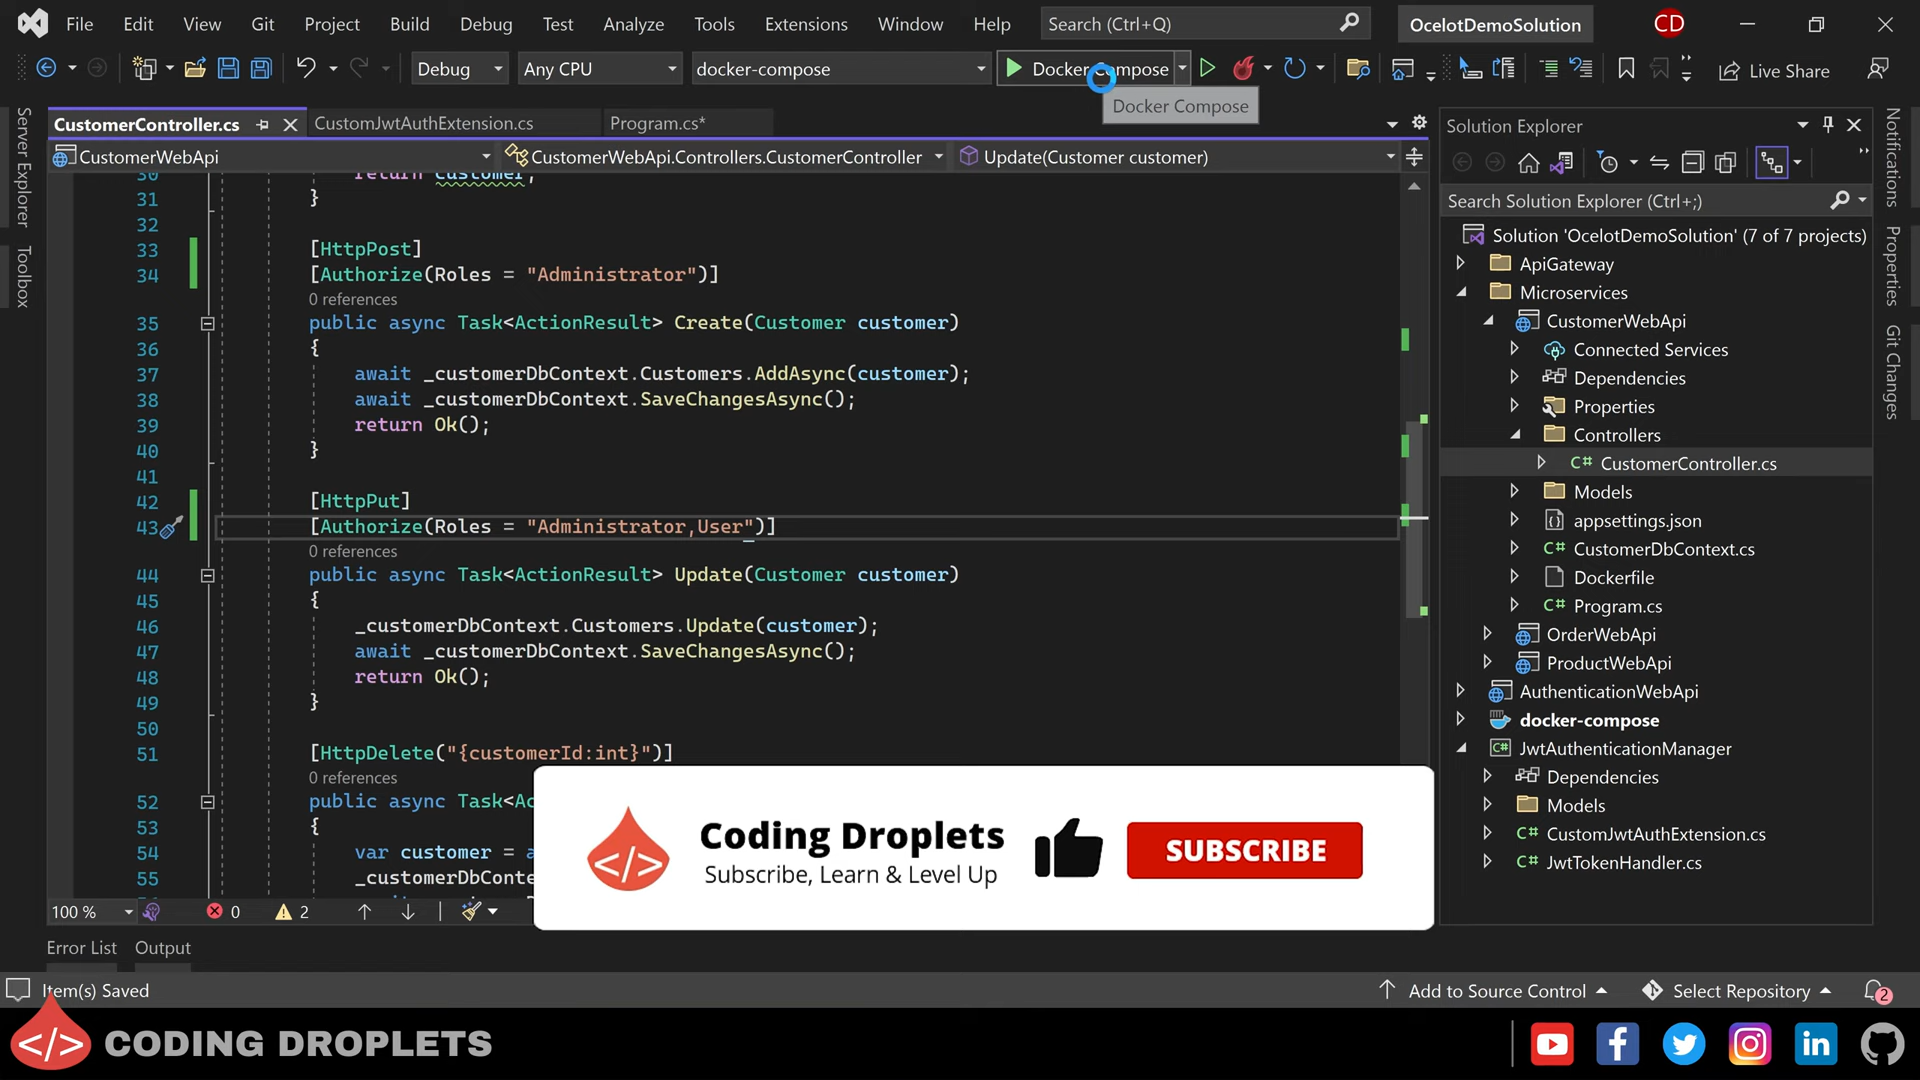 File Edit View Git Project Build Debug Test Analyze Tools Extensions Window Help Search (Ctrl+Q) OcelotDemoSolution CD
Debug Any CPU docker-compose Docker Compose Live Share
Docker Compose
CustomerController.cs CustomJwtAuthExtension.cs Program.cs*
CustomerWebApi CustomerWebApi.Controllers.CustomerController Update(Customer customer)
Server Explorer
Toolbox
30 return customer;
31 }
32
33 [HttpPost]
34 [Authorize(Roles = "Administrator")]
0 references
35 public async Task<ActionResult> Create(Customer customer)
36 {
37 await _customerDbContext.Customers.AddAsync(customer);
38 await _customerDbContext.SaveChangesAsync();
39 return Ok();
40 }
41
42 [HttpPut]
43 [Authorize(Roles = "Administrator,User")]
0 references
44 public async Task<ActionResult> Update(Customer customer)
45 {
46 _customerDbContext.Customers.Update(customer);
47 await _customerDbContext.SaveChangesAsync();
48 return Ok();
49 }
50
51 [HttpDelete("{customerId:int}")]
0 references
52 public async Task<Ac
53 {
54 var customer = a
55 _customerDbConte
100 % 0 2
Error List Output
Item(s) Saved
Solution Explorer
Search Solution Explorer (Ctrl+;)
Solution 'OcelotDemoSolution' (7 of 7 projects)
ApiGateway
Microservices
CustomerWebApi
Connected Services
Dependencies
Properties
Controllers
C# CustomerController.cs
Models
appsettings.json
C# CustomerDbContext.cs
Dockerfile
C# Program.cs
OrderWebApi
ProductWebApi
AuthenticationWebApi
docker-compose
C# JwtAuthenticationManager
Dependencies
Models
C# CustomJwtAuthExtension.cs
C# JwtTokenHandler.cs
Notifications
Properties
Git Changes
Coding Droplets
Subscribe, Learn & Level Up
SUBSCRIBE
Add to Source Control Select Repository 2
CODING DROPLETS